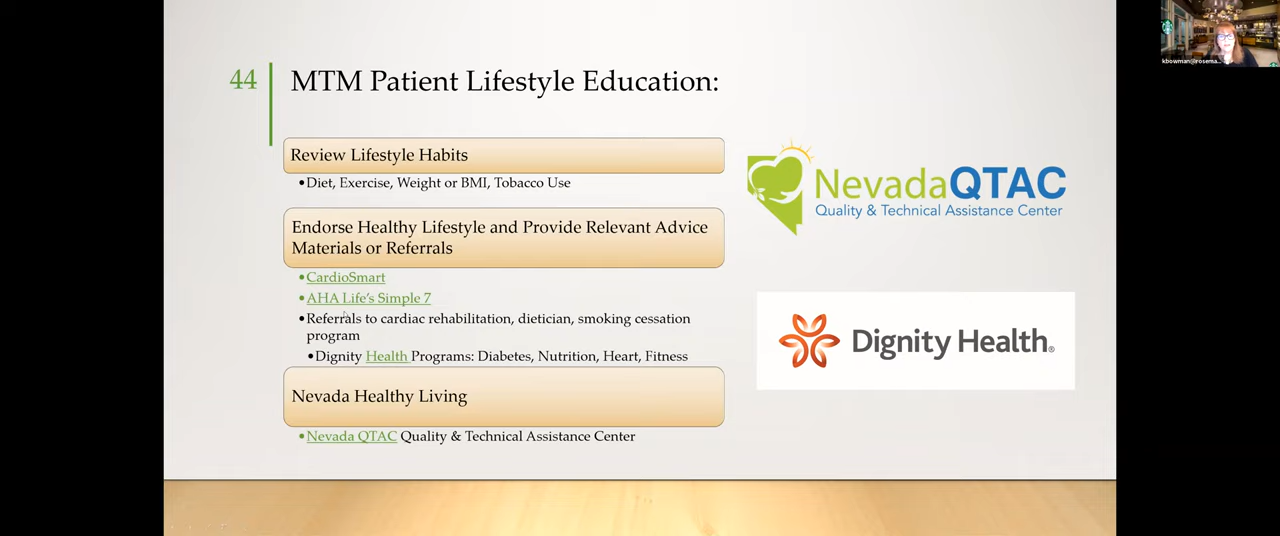 44
MTM Patient Lifestyle Education:
Review Lifestyle Habits
•Diet, Exercise, Weight or BMI, Tobacco Use
Endorse Healthy Lifestyle and Provide Relevant Advice
Materials or Referrals
•CardioSmart
•AHA Life's Simple 7
•Referrals to cardiac rehabilitation, dietician, smoking cessation
program
•Dignity Health Programs: Diabetes, Nutrition, Heart, Fitness
Nevada Healthy Living
•Nevada QTAC Quality & Technical Assistance Center
NevadaQTAC
Quality & Technical Assistance Center
Dignity Health®
kbowman@rosema...